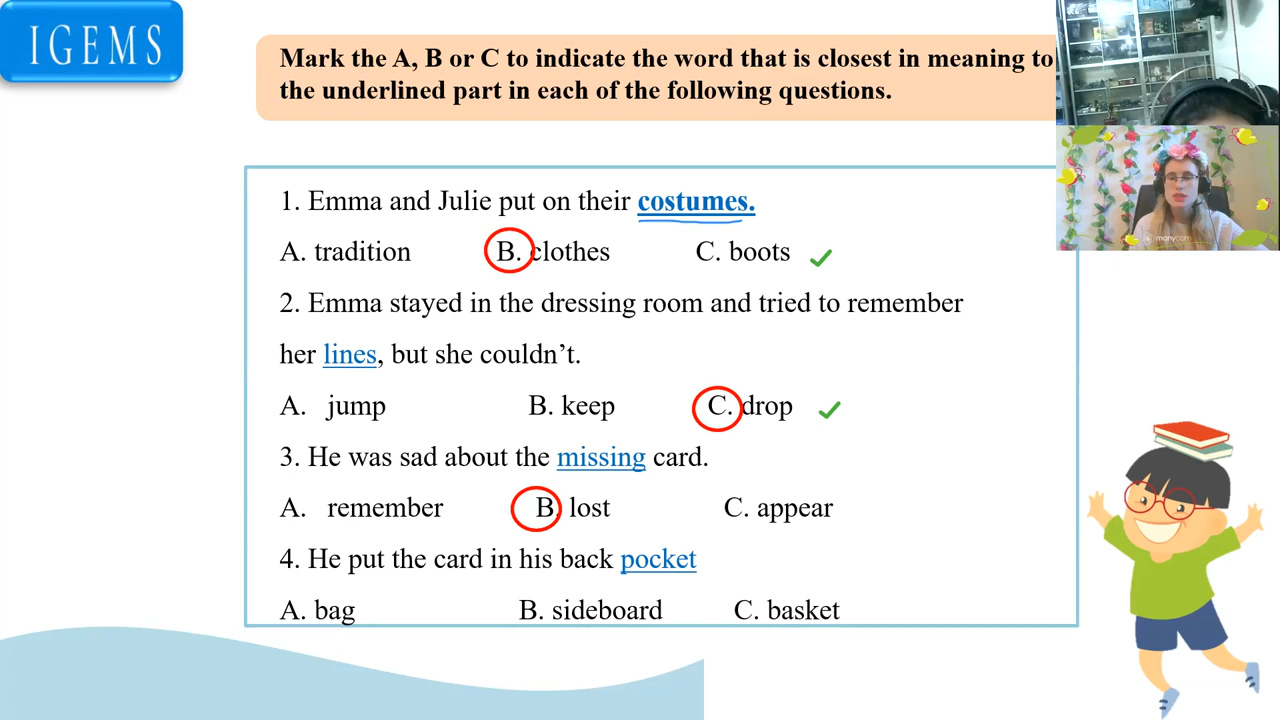 IGEMS
Mark the A, B or C to indicate the word that is closest in meaning to
the underlined part in each of the following questions.
1. Emma and Julie put on their costumes.
A. tradition B. clothes C. boots
2. Emma stayed in the dressing room and tried to remember
her lines, but she couldn’t.
A. jump B. keep C. drop
3. He was sad about the missing card.
A. remember B. lost C. appear
4. He put the card in his back pocket
A. bag B. sideboard C. basket
manycam